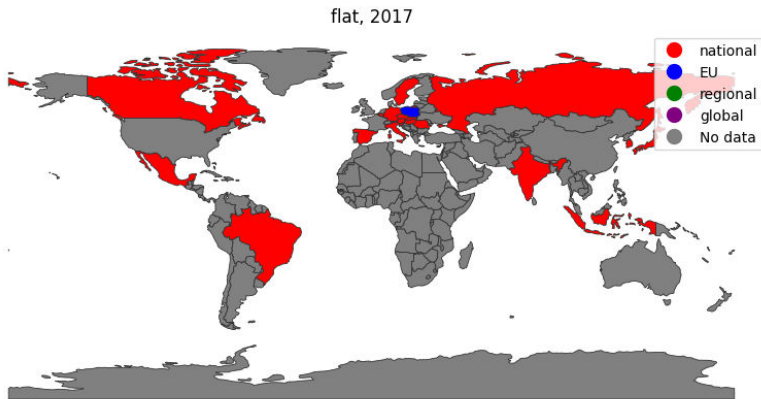 flat, 2017
national
EU
regional
global
No data